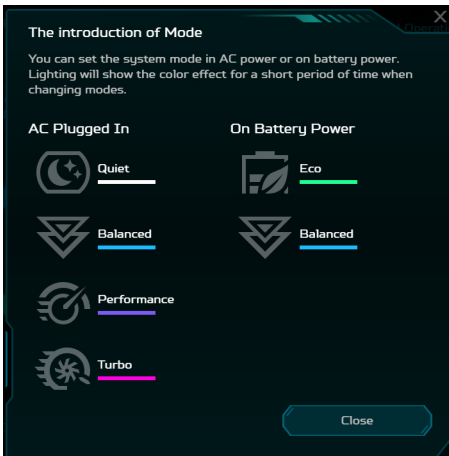 The introduction of Mode
You can set the system mode in AC power or on battery power.
Lighting will show the color effect for a short period of time when
changing modes.
AC Plugged In
On Battery Power
Quiet
Eco
Balanced
Balanced
Performance
Turbo
Close